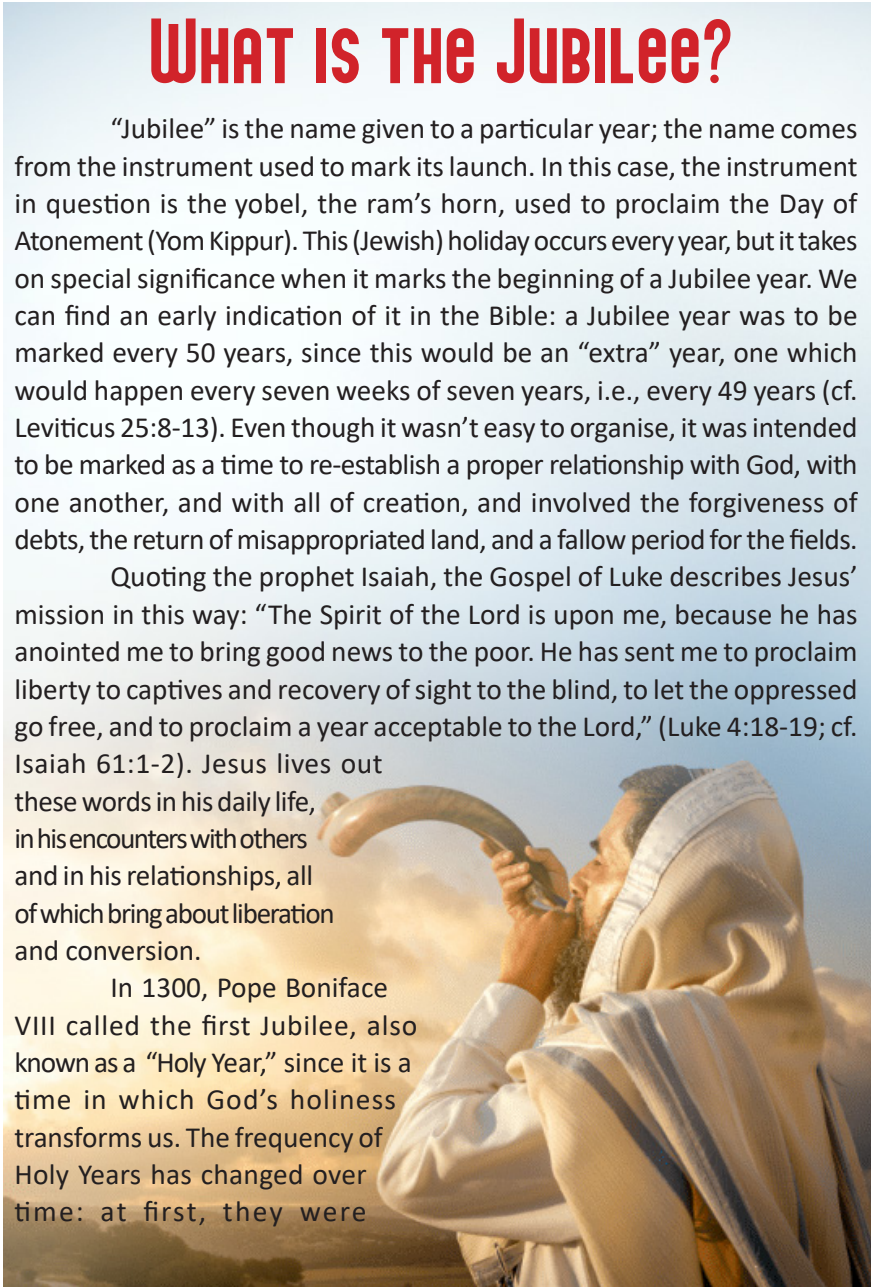 WHAT IS THE JUBILEE?
“Jubilee” is the name given to a particular year; the name comes
from the instrument used to mark its launch. In this case, the instrument
in question is the yobel, the ram’s horn, used to proclaim the Day of
Atonement (Yom Kippur). This (Jewish) holiday occurs every year, but it takes
on special significance when it marks the beginning of a Jubilee year. We
can find an early indication of it in the Bible: a Jubilee year was to be
marked every 50 years, since this would be an “extra” year, one which
would happen every seven weeks of seven years, i.e., every 49 years (cf.
Leviticus 25:8-13). Even though it wasn’t easy to organise, it was intended
to be marked as a time to re-establish a proper relationship with God, with
one another, and with all of creation, and involved the forgiveness of
debts, the return of misappropriated land, and a fallow period for the fields.
Quoting the prophet Isaiah, the Gospel of Luke describes Jesus’
mission in this way: “The Spirit of the Lord is upon me, because he has
anointed me to bring good news to the poor. He has sent me to proclaim
liberty to captives and recovery of sight to the blind, to let the oppressed
go free, and to proclaim a year acceptable to the Lord,” (Luke 4:18-19; cf.
Isaiah 61:1-2). Jesus lives out
these words in his daily life,
in his encounters with others
and in his relationships, all
of which bring about liberation
and conversion.
In 1300, Pope Boniface
VIII called the first Jubilee, also
known as a “Holy Year,” since it is a
time in which God’s holiness
transforms us. The frequency of
Holy Years has changed over
time: at first, they were